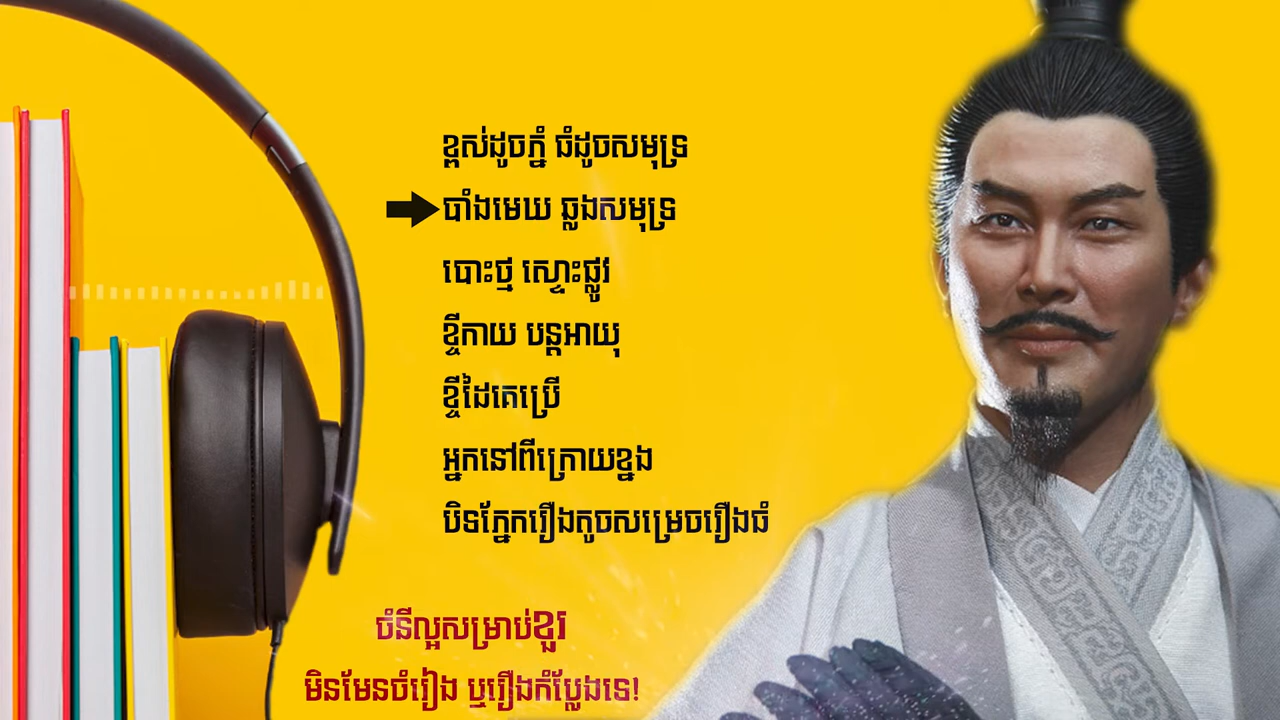 ខ្ពស់ដូចភ្នំ ធំដូចសមុទ្រ
បាំងមេឃ ឆ្លងសមុទ្រ
បោះថ្ម ស្ទោះផ្លូវ
ខ្ចីកាយ បន្តអាយុ
ខ្ចីដៃគេប្រើ
អ្នកនៅពីក្រោយខ្នង
បិទភ្នែករឿងតូចសម្រេចរឿងធំ
ចំនីល្អសម្រាប់ខួរ
មិនមែនចំរៀង ឬរឿងកំប្លែងទេ!